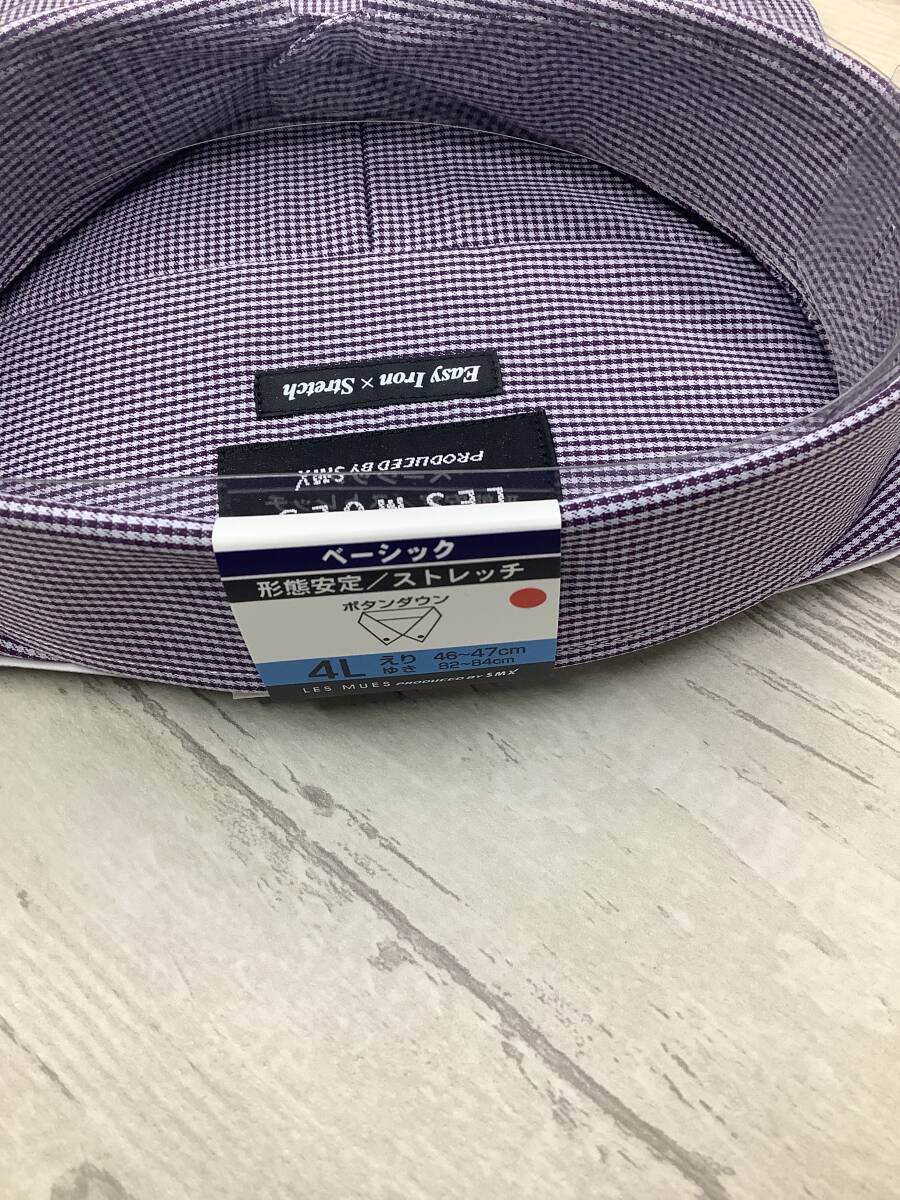 Easy Iron × Stretch
PRODUCED BY SMX
LES MUES
ベーシック
形態安定/ストレッチ
ボタンダウン
4L えり 46~47cm
ゆき 82~84cm
LES MUES PRODUCED BY SMX